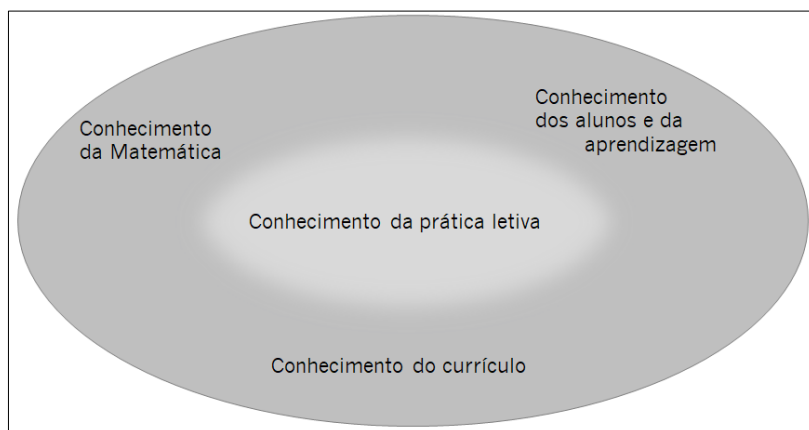 Conhecimento
da Matemática
Conhecimento
dos alunos e da
aprendizagem
Conhecimento da prática letiva
Conhecimento do currículo